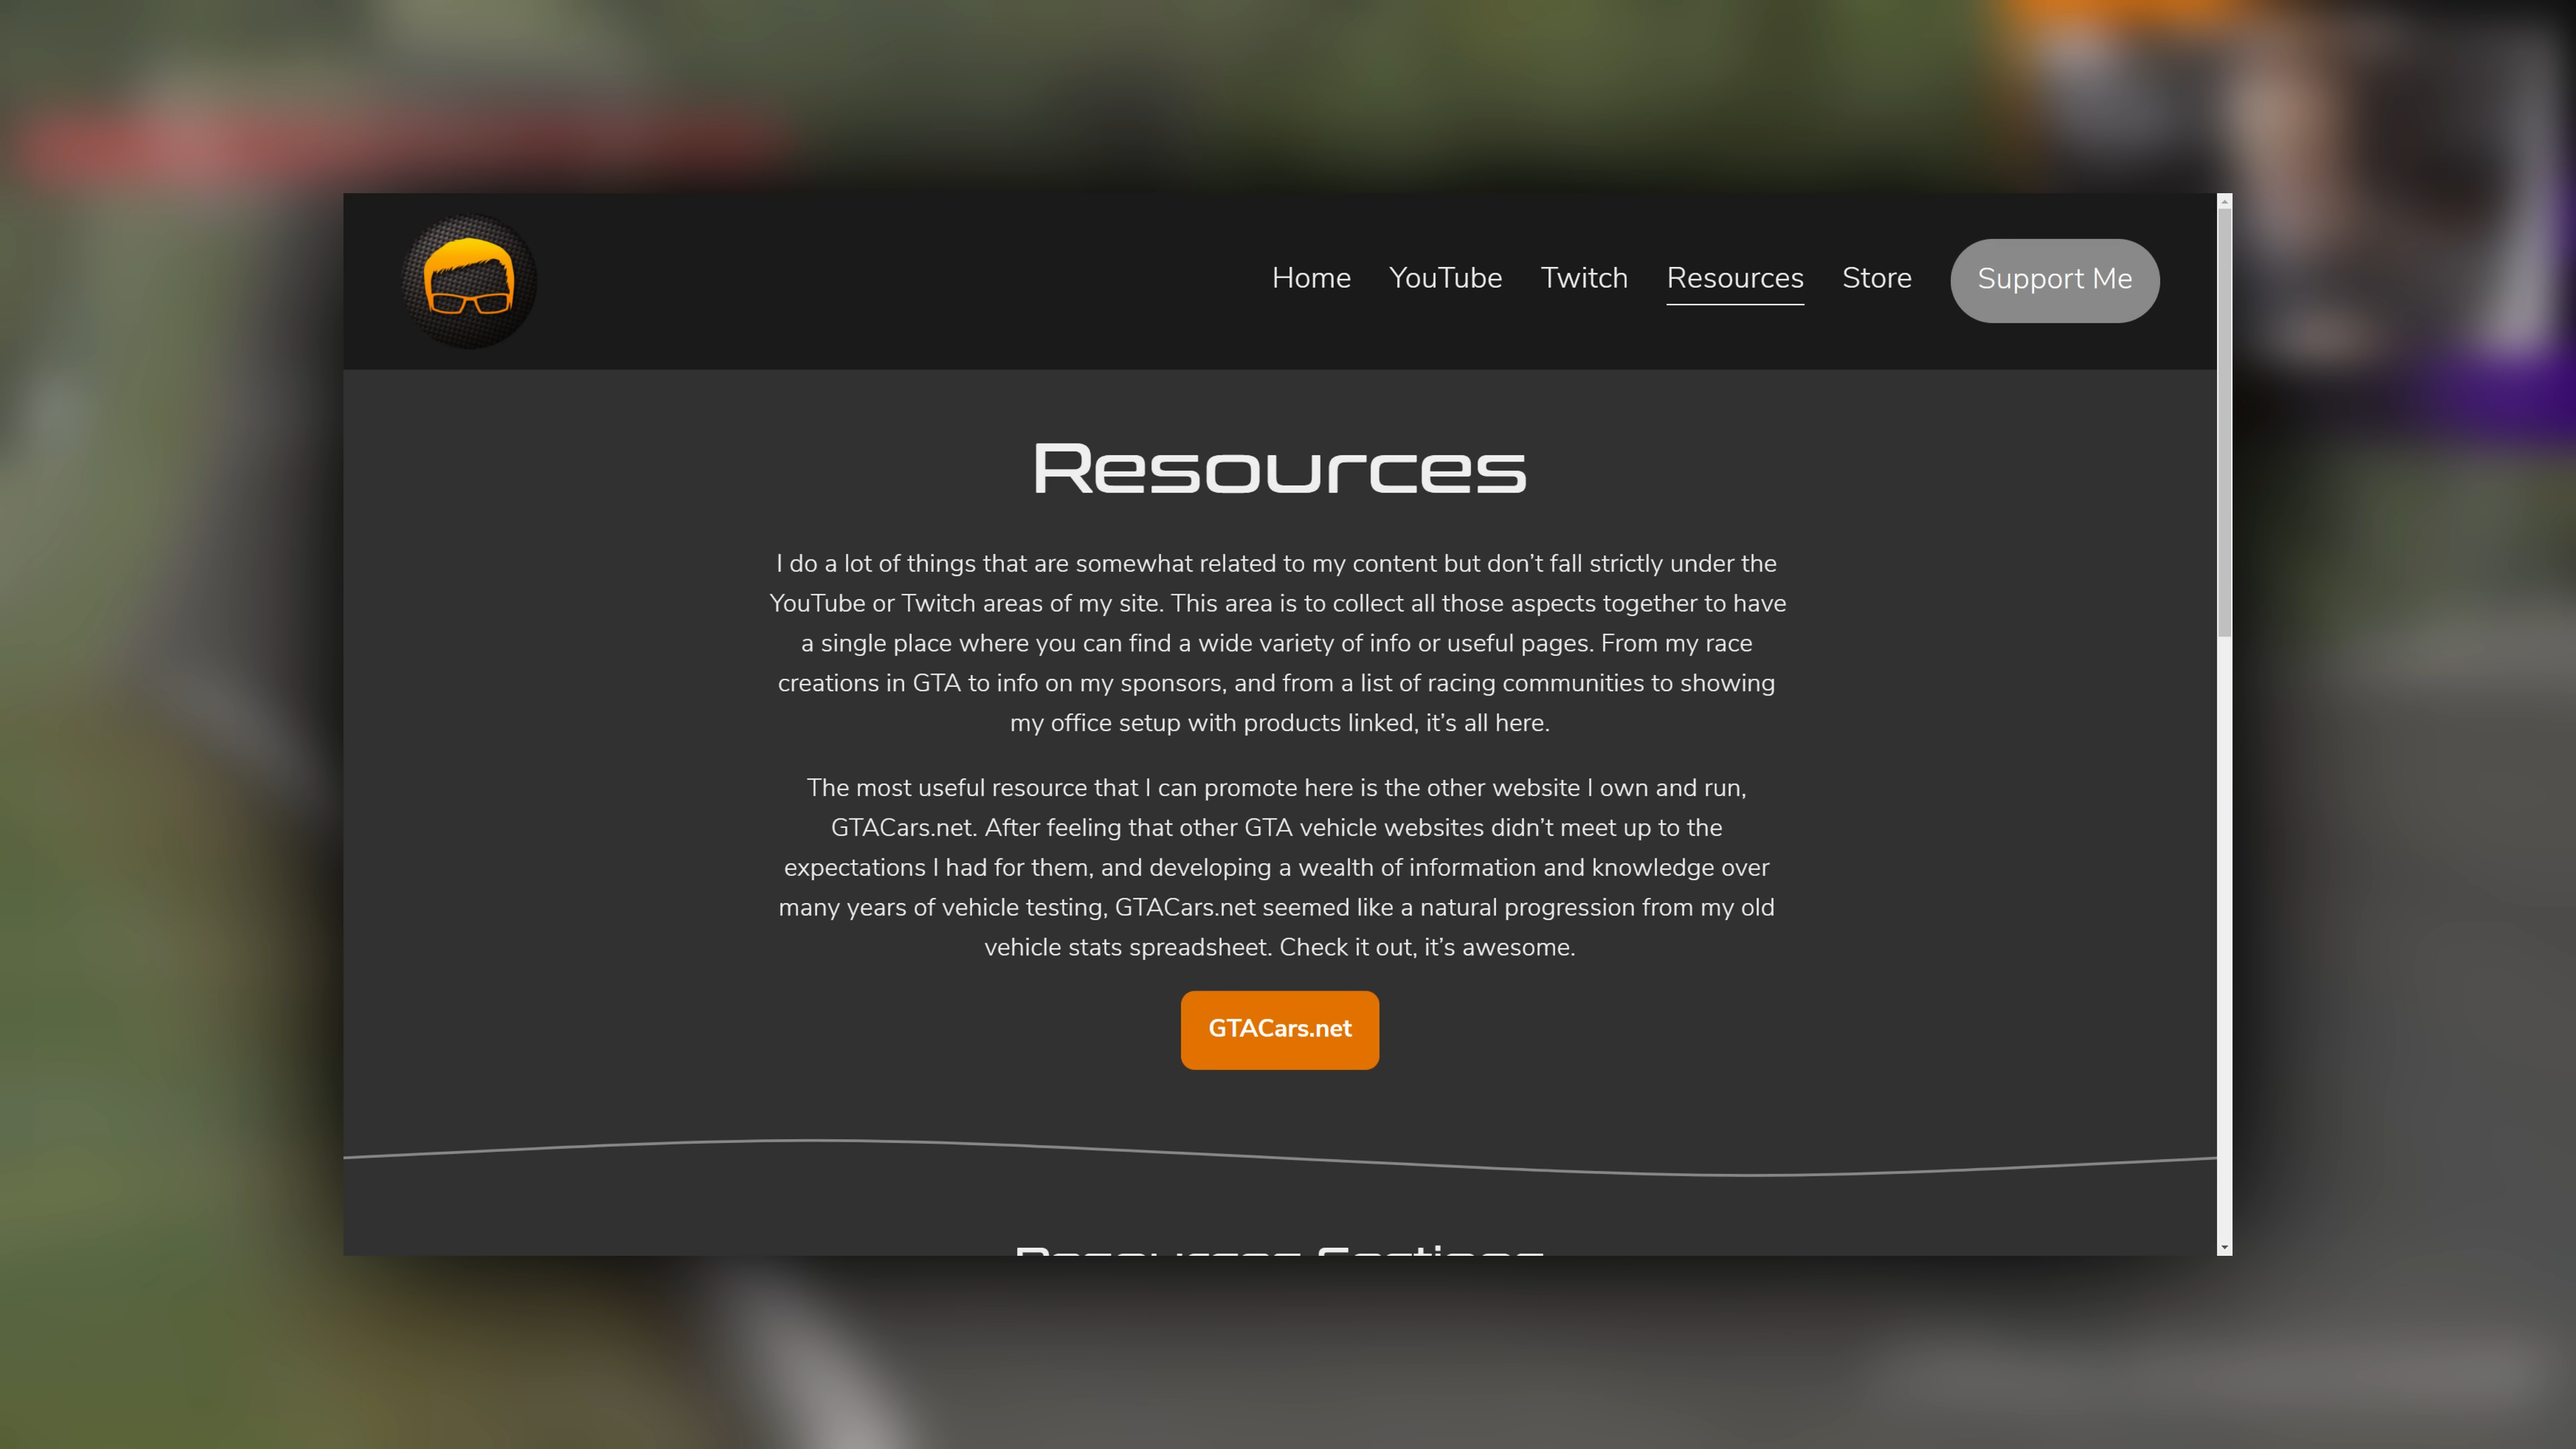 Home YouTube Twitch Resources Store Support Me
Resources
I do a lot of things that are somewhat related to my content but don’t fall strictly under the
YouTube or Twitch areas of my site. This area is to collect all those aspects together to have
a single place where you can find a wide variety of info or useful pages. From my race
creations in GTA to info on my sponsors, and from a list of racing communities to showing
my office setup with products linked, it’s all here.
The most useful resource that I can promote here is the other website I own and run,
GTACars.net. After feeling that other GTA vehicle websites didn’t meet up to the
expectations I had for them, and developing a wealth of information and knowledge over
many years of vehicle testing, GTACars.net seemed like a natural progression from my old
vehicle stats spreadsheet. Check it out, it’s awesome.
GTACars.net